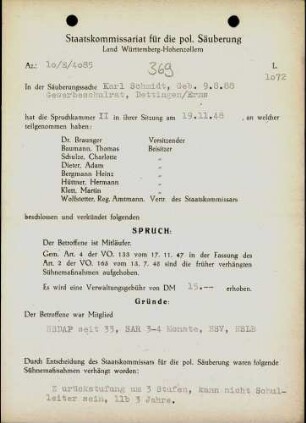 Staatskommissariat für die pol. Säuberung
Land Württemberg-Hohenzollern
Az.: 10/S/4085
369
L
1072
In der Säuberungssache Karl Schmidt, Geb. 9.8.88
Gewerbeschulrat, Dettingen/Erms
hat die Spruchkammer II in ihrer Sitzung am 19.11.48, an welcher
teilgenommen haben:
Dr. Braunger Vorsitzender
Baumann, Thomas Beisitzer
Schulze, Charlotte "
Dieter, Adam "
Bergmann Heinz "
Hüttner, Hermann "
Klett, Martin "
Wolfstetter, Reg. Amtmann. Vertr. des Staatskommissars
beschlossen und verkündet folgenden
SPRUCH:
Der Betroffene ist Mitläufer.
Gem. Art. 4 der VO. 133 vom 17. 11. 47 in der Fassung des
Art. 2 der VO. 165 vom 13. 7. 48 sind die früher verhängten
Sühnemaßnahmen aufgehoben.
Es wird eine Verwaltungsgebühr von DM 15.-- erhoben.
Gründe:
Der Betroffene war Mitglied
NSDAP seit 33, SAR 3-4 Monate, NSV, NSLB
Durch Entscheidung des Staatskommissars für die pol. Säuberung waren folgende
Sühnemaßnahmen verhängt worden:
Zurückstufung um 3 Stufen, kann nicht Schul-
leiter sein, llb 3 Jahre.